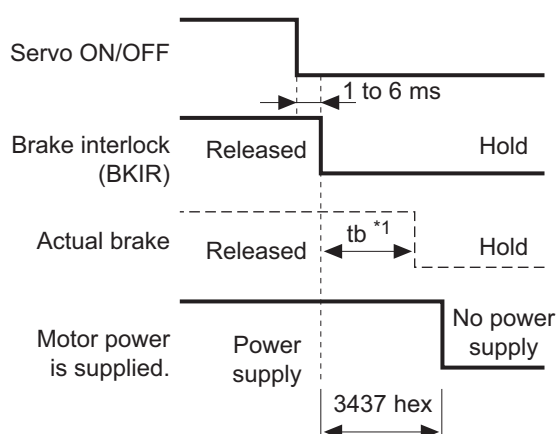 Servo ON/OFF
1 to 6 ms
Brake interlock
(BKIR)
Released
Hold
Actual brake
Released
tb *1
Hold
Motor power
is supplied.
Power
supply
No power
supply
3437 hex